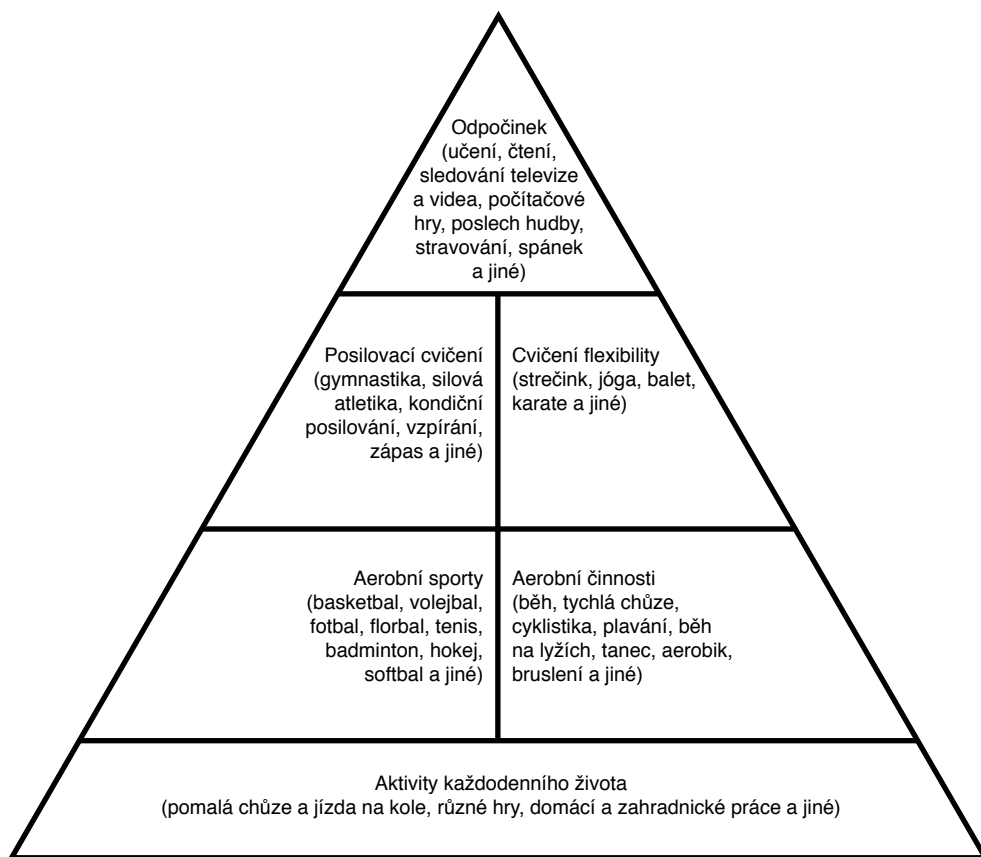 Odpočinek
(učení, čtení,
sledování televize
a videa, počítačové
hry, poslech hudby,
stravování, spánek
a jiné)
Posilovací cvičení
(gymnastika, silová
atletika, kondiční
posilování, vzpírání,
zápas a jiné)
Cvičení flexibility
(strečink, jóga, balet,
karate a jiné)
Aerobní sporty
(basketbal, volejbal,
fotbal, florbal, tenis,
badminton, hokej,
softbal a jiné)
Aerobní činnosti
(běh, tychlá chůze,
cyklistika, plavání, běh
na lyžích, tanec, aerobik,
bruslení a jiné)
Aktivity každodenního života
(pomalá chůze a jízda na kole, různé hry, domácí a zahradnické práce a jiné)